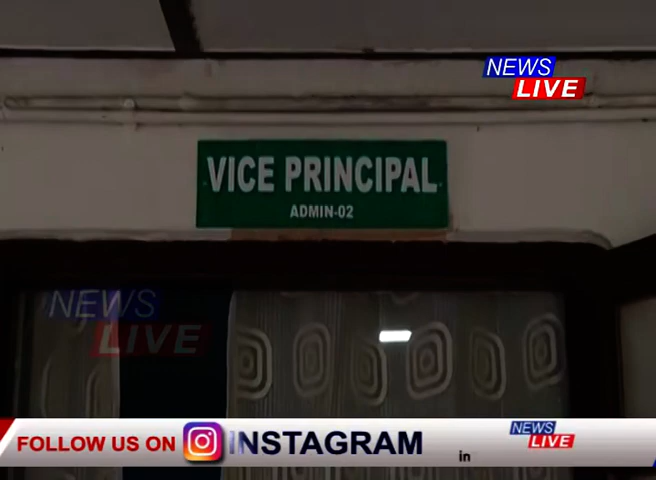 NEWS
LIVE
VICE PRINCIPAL
ADMIN-02
NEWS
LIVE
FOLLOW US ON INSTAGRAM
in
NEWS
LIVE